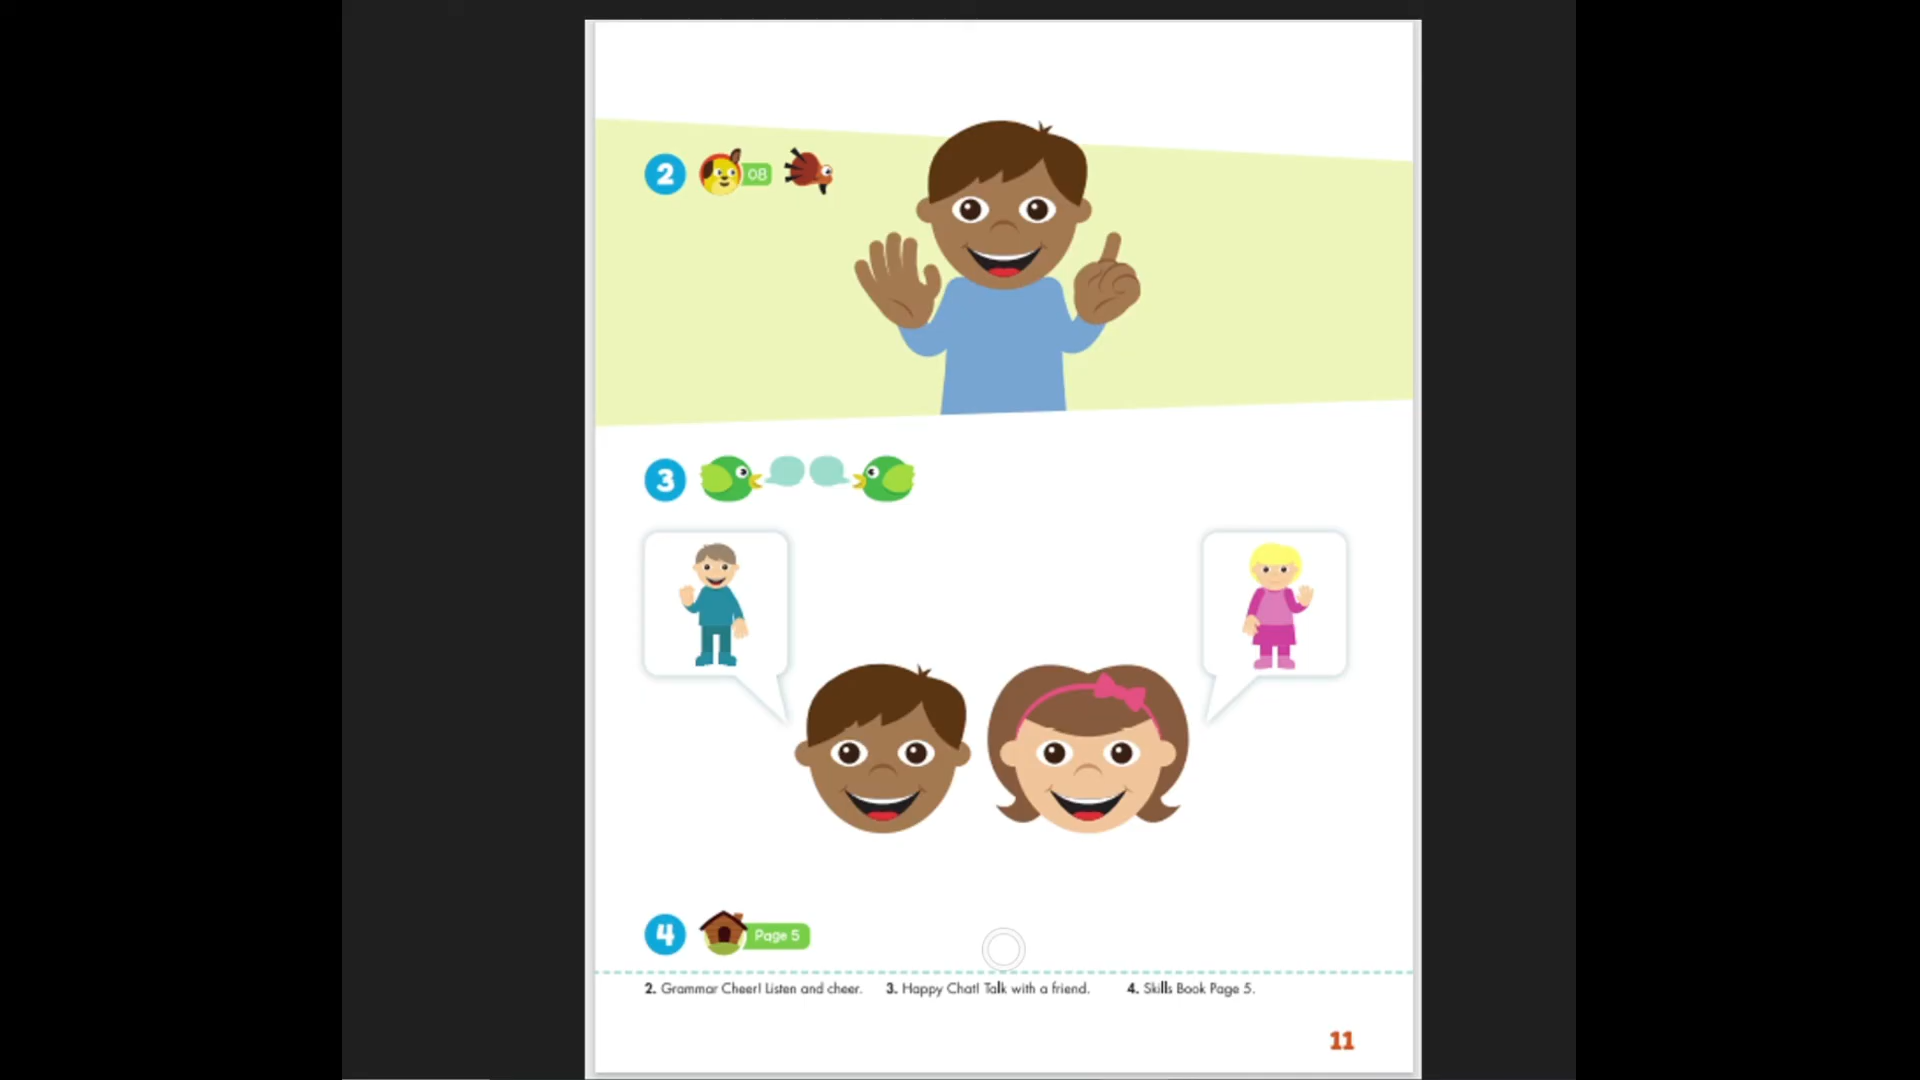 2 08
3
4 Page 5
2. Grammar Cheer! Listen and cheer. 3. Happy Chat! Talk with a friend. 4. Skills Book Page 5.
11